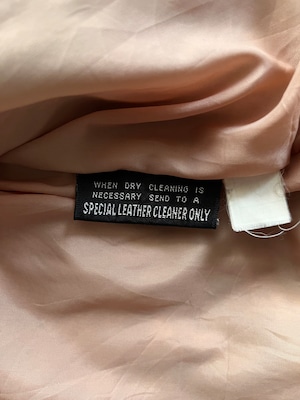 WHEN DRY CLEANING IS
NECESSARY SEND TO A
SPECIAL LEATHER CLEANER ONLY